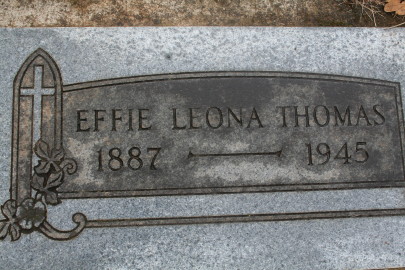 EFFIE LEONA THOMAS
1887 — 1945